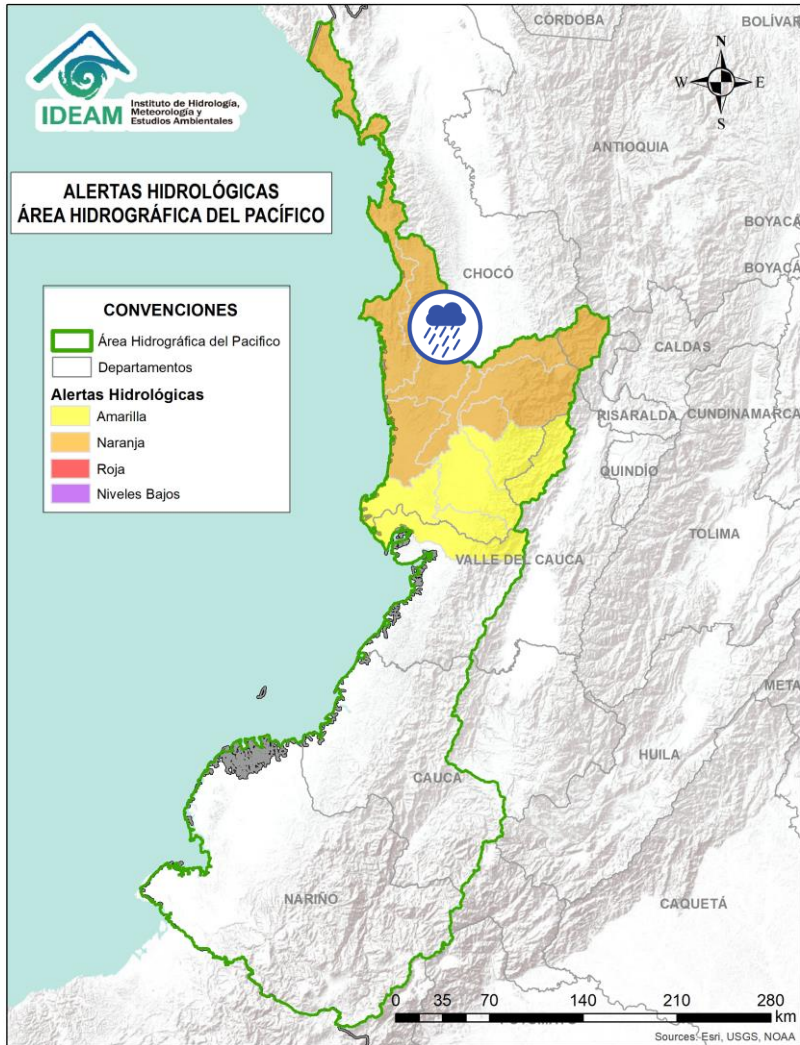 CÓRDOBA
BOLÍVAR
N
W
E
S
IDEAM
Instituto de Hidrología,
Meteorología y
Estudios Ambientales
ANTIOQUIA
ALERTAS HIDROLÓGICAS
ÁREA HIDROGRÁFICA DEL PACÍFICO
BOYACÁ
BOYACÁ
CHOCÓ
CONVENCIONES
Área Hidrográfica del Pacifico
Departamentos
Alertas Hidrológicas
Amarilla
Naranja
Roja
Niveles Bajos
CALDAS
RISARALDA
CUNDINAMARCA
QUINDÍO
TOLIMA
VALLE DEL CAUCA
META
HUILA
CAUCA
NARIÑO
CAQUETÁ
0 35 70 140 210 280
km
Sources: Esri, USGS, NOAA